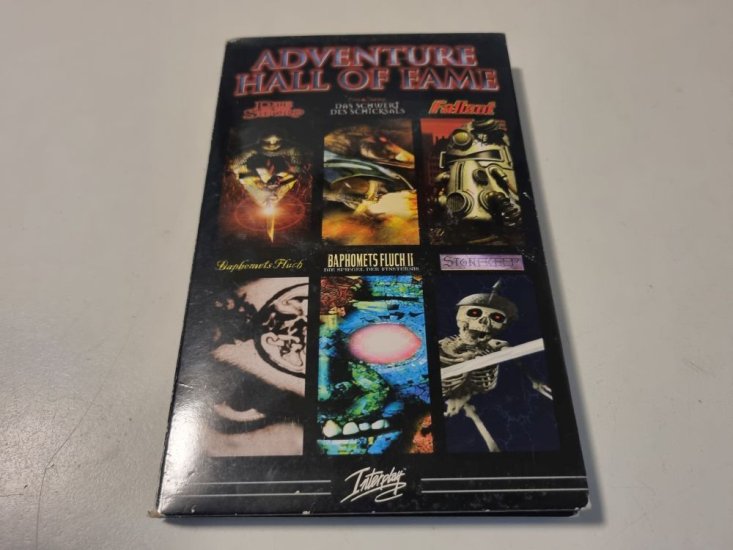 ADVENTURE
HALL OF FAME
DAS SCHWERT
DES SCHICKSALS
Fallout
Baphomets Fluch
BAPHOMETS FLUCH II
DIE SPIEGEL DER FINSTERNIS
STONEKEEP
Interplay